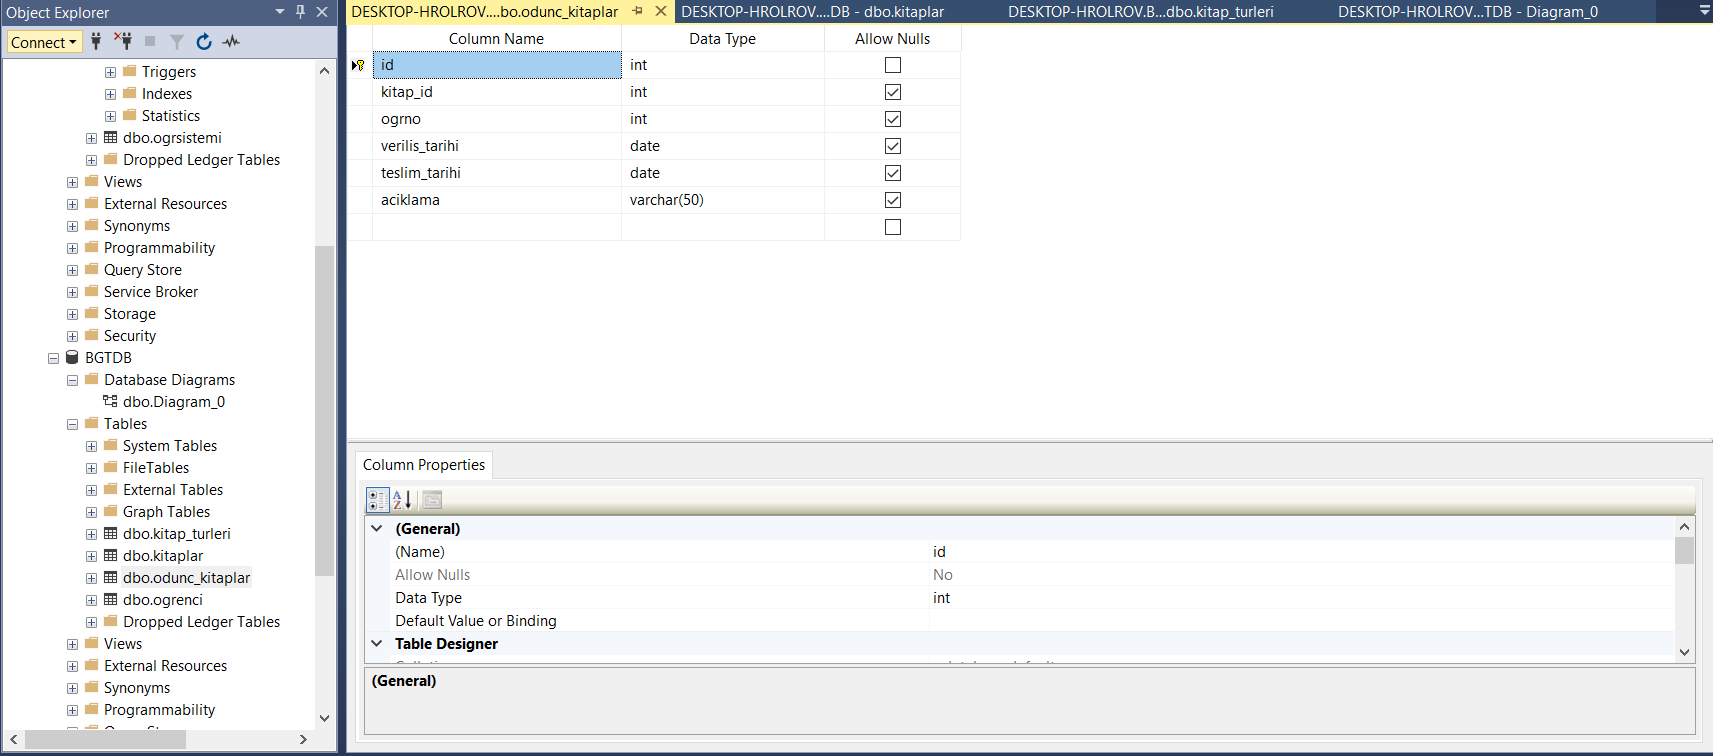 Object Explorer
Connect
Triggers
Indexes
Statistics
dbo.ogrsistemi
Dropped Ledger Tables
Views
External Resources
Synonyms
Programmability
Query Store
Service Broker
Storage
Security
BGTDB
Database Diagrams
dbo.Diagram_0
Tables
System Tables
FileTables
External Tables
Graph Tables
dbo.kitap_turleri
dbo.kitaplar
dbo.odunc_kitaplar
dbo.ogrenci
Dropped Ledger Tables
Views
External Resources
Synonyms
Programmability
DESKTOP-HROLROV....bo.odunc_kitaplar DESKTOP-HROLROV....DB - dbo.kitaplar DESKTOP-HROLROV.B...dbo.kitap_turleri DESKTOP-HROLROV...TDB - Diagram_0
Column Name Data Type Allow Nulls
id int
kitap_id int
ogrno int
verilis_tarihi date
teslim_tarihi date
aciklama varchar(50)
Column Properties
(General)
(Name) id
Allow Nulls No
Data Type int
Default Value or Binding
Table Designer
(General)